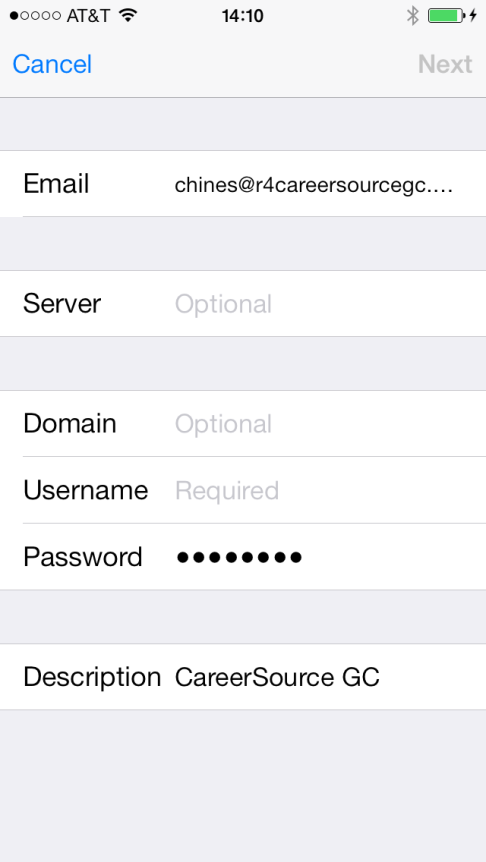 AT&T 14:10
Cancel Next
Email chines@r4careersourcegc.…
Server Optional
Domain Optional
Username Required
Password ••••••••
Description CareerSource GC